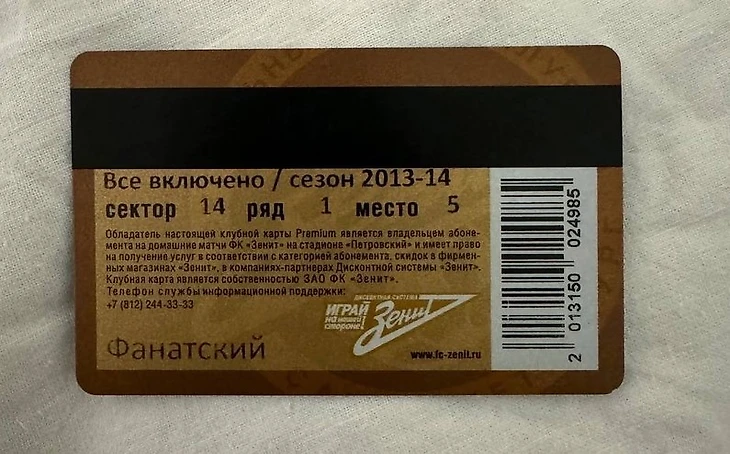 Все включено / сезон 2013-14
сектор 14 ряд 1 место 5
Обладатель настоящей клубной карты Premium является владельцем абоне-
мента на домашние матчи ФК «Зенит» на стадионе «Петровский» и имеет право
на получение услуг в соответствии с категорией абонемента, скидок в фирмен-
ных магазинах «Зенит», в компаниях-партнерах Дисконтной системы «Зенит».
Клубная карта является собственностью ЗАО ФК «Зенит».
Телефон службы информационной поддержки:
+7 (812) 244-33-33
ДИСКОНТНАЯ СИСТЕМА
ИГРАЙ
на нашей
стороне!
Зенит
www.fc-zenit.ru
Фанатский
2 013150 024985